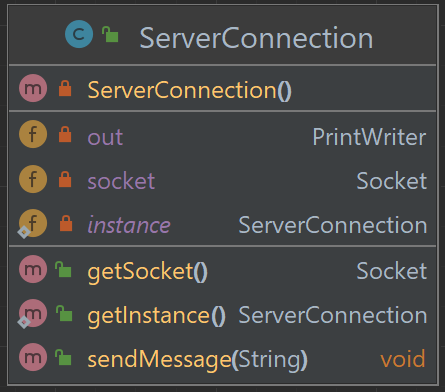 C ServerConnection
m ServerConnection()
f out PrintWriter
f socket Socket
f instance ServerConnection
m getSocket() Socket
m getInstance() ServerConnection
m sendMessage(String) void